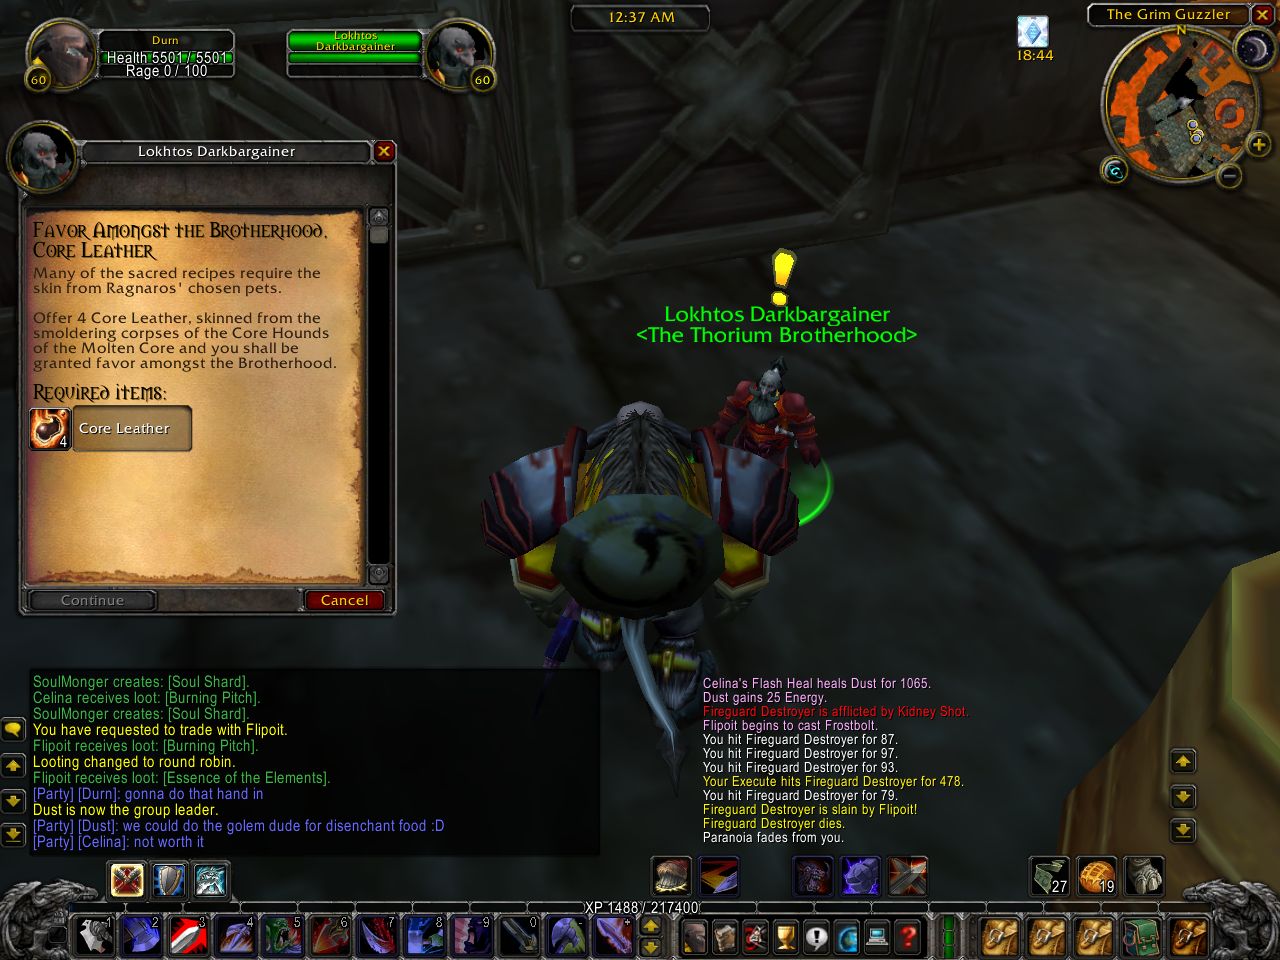 12:37 AM
The Grim Guzzler
Durn
Health 5501 / 5501
Rage 0 / 100
60
Lokhtos
Darkbargainer
60
18:44
N
Lokhtos Darkbargainer
Favor Amongst the Brotherhood,
Core Leather
Many of the sacred recipes require the
skin from Ragnaros' chosen pets.
Offer 4 Core Leather, skinned from the
smoldering corpses of the Core Hounds
of the Molten Core and you shall be
granted favor amongst the Brotherhood.
Required items:
4
Core Leather
Continue
Cancel
Lokhtos Darkbargainer
<The Thorium Brotherhood>
SoulMonger creates: [Soul Shard].
Celina receives loot: [Burning Pitch].
SoulMonger creates: [Soul Shard].
You have requested to trade with Flipoit.
Flipoit receives loot: [Burning Pitch].
Looting changed to round robin.
Flipoit receives loot: [Essence of the Elements].
[Party] [Durn]: gonna do that hand in
Dust is now the group leader.
[Party] [Dust]: we could do the golem dude for disenchant food :D
[Party] [Celina]: not worth it
Celina's Flash Heal heals Dust for 1065.
Dust gains 25 Energy.
Fireguard Destroyer is afflicted by Kidney Shot.
Flipoit begins to cast Frostbolt.
You hit Fireguard Destroyer for 87.
You hit Fireguard Destroyer for 97.
You hit Fireguard Destroyer for 93.
Your Execute hits Fireguard Destroyer for 478.
You hit Fireguard Destroyer for 79.
Fireguard Destroyer is slain by Flipoit!
Fireguard Destroyer dies.
Paranoia fades from you.
27
19
XP 1488 / 217400
1
2
3
4
5
6
7
8
9
0
-
+